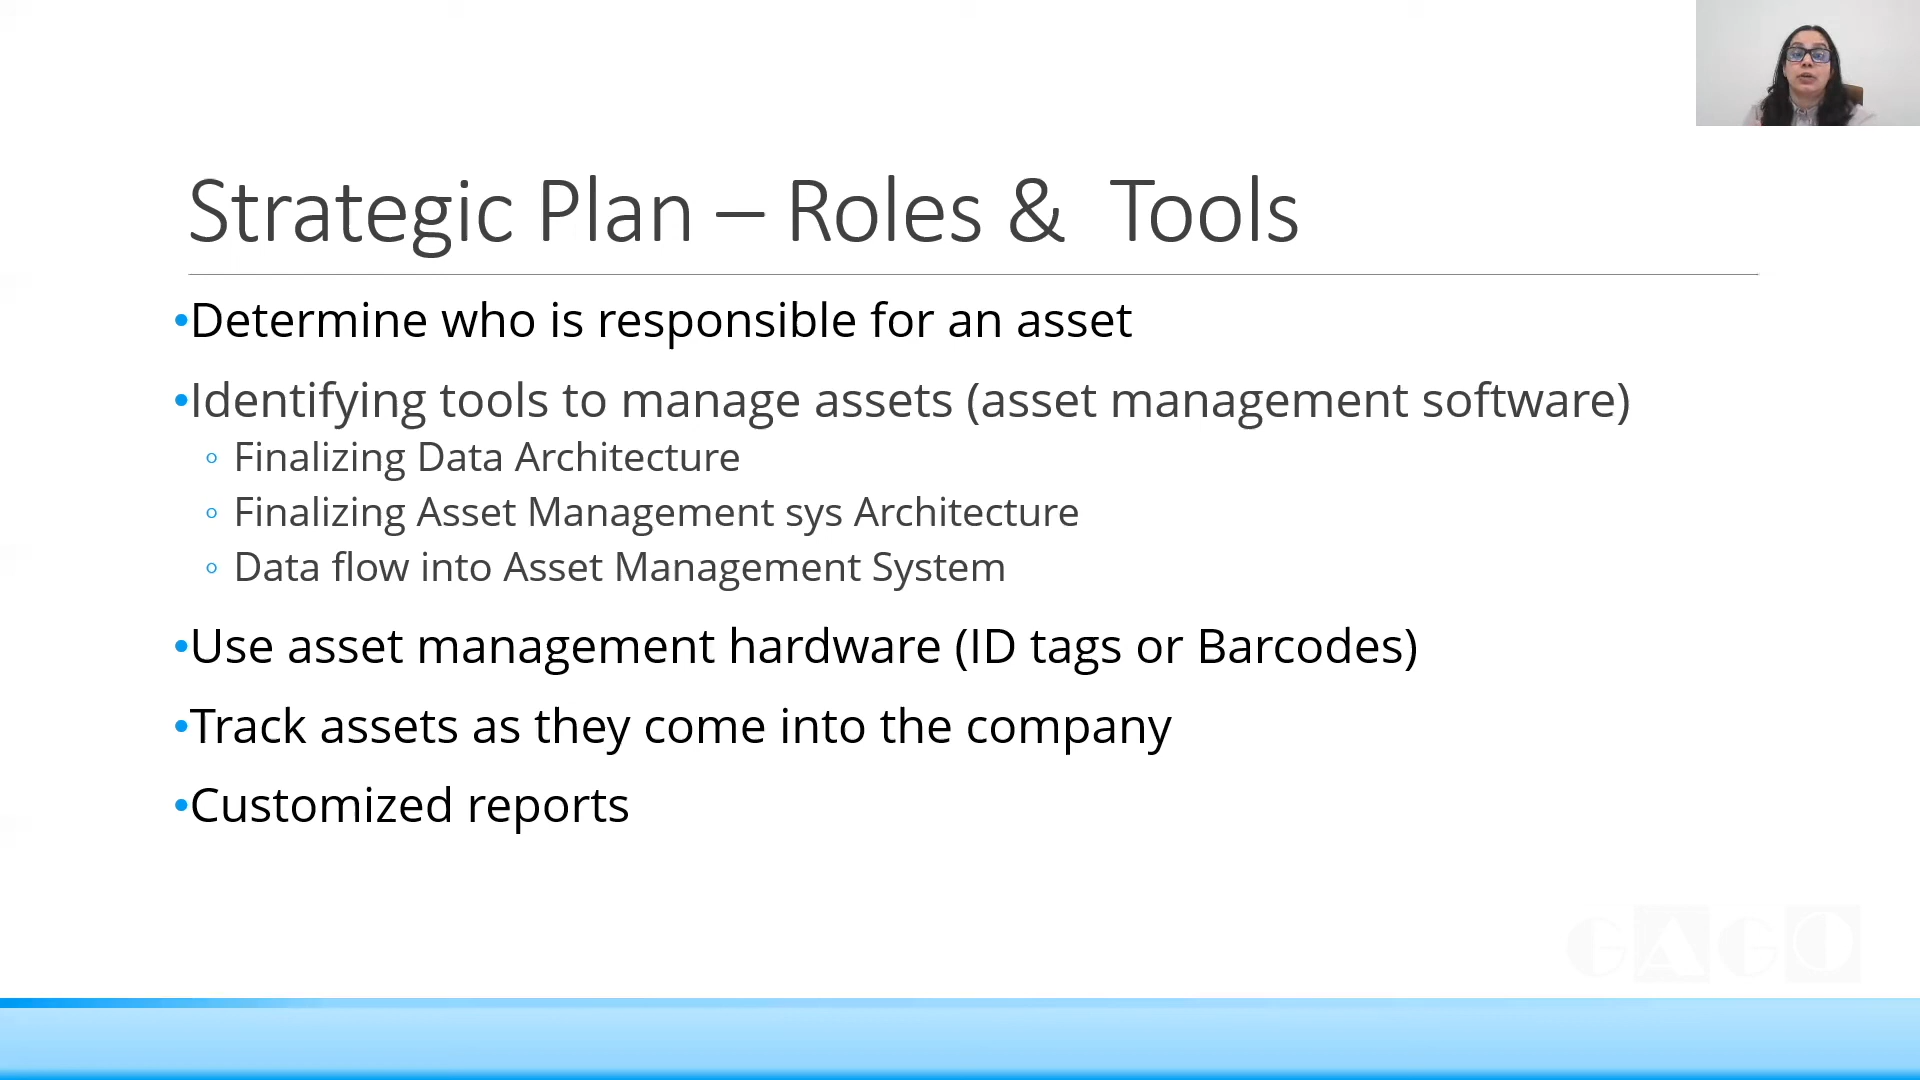 Strategic Plan – Roles & Tools
•Determine who is responsible for an asset
•Identifying tools to manage assets (asset management software)
◦ Finalizing Data Architecture
◦ Finalizing Asset Management sys Architecture
◦ Data flow into Asset Management System
•Use asset management hardware (ID tags or Barcodes)
•Track assets as they come into the company
•Customized reports
GAGO